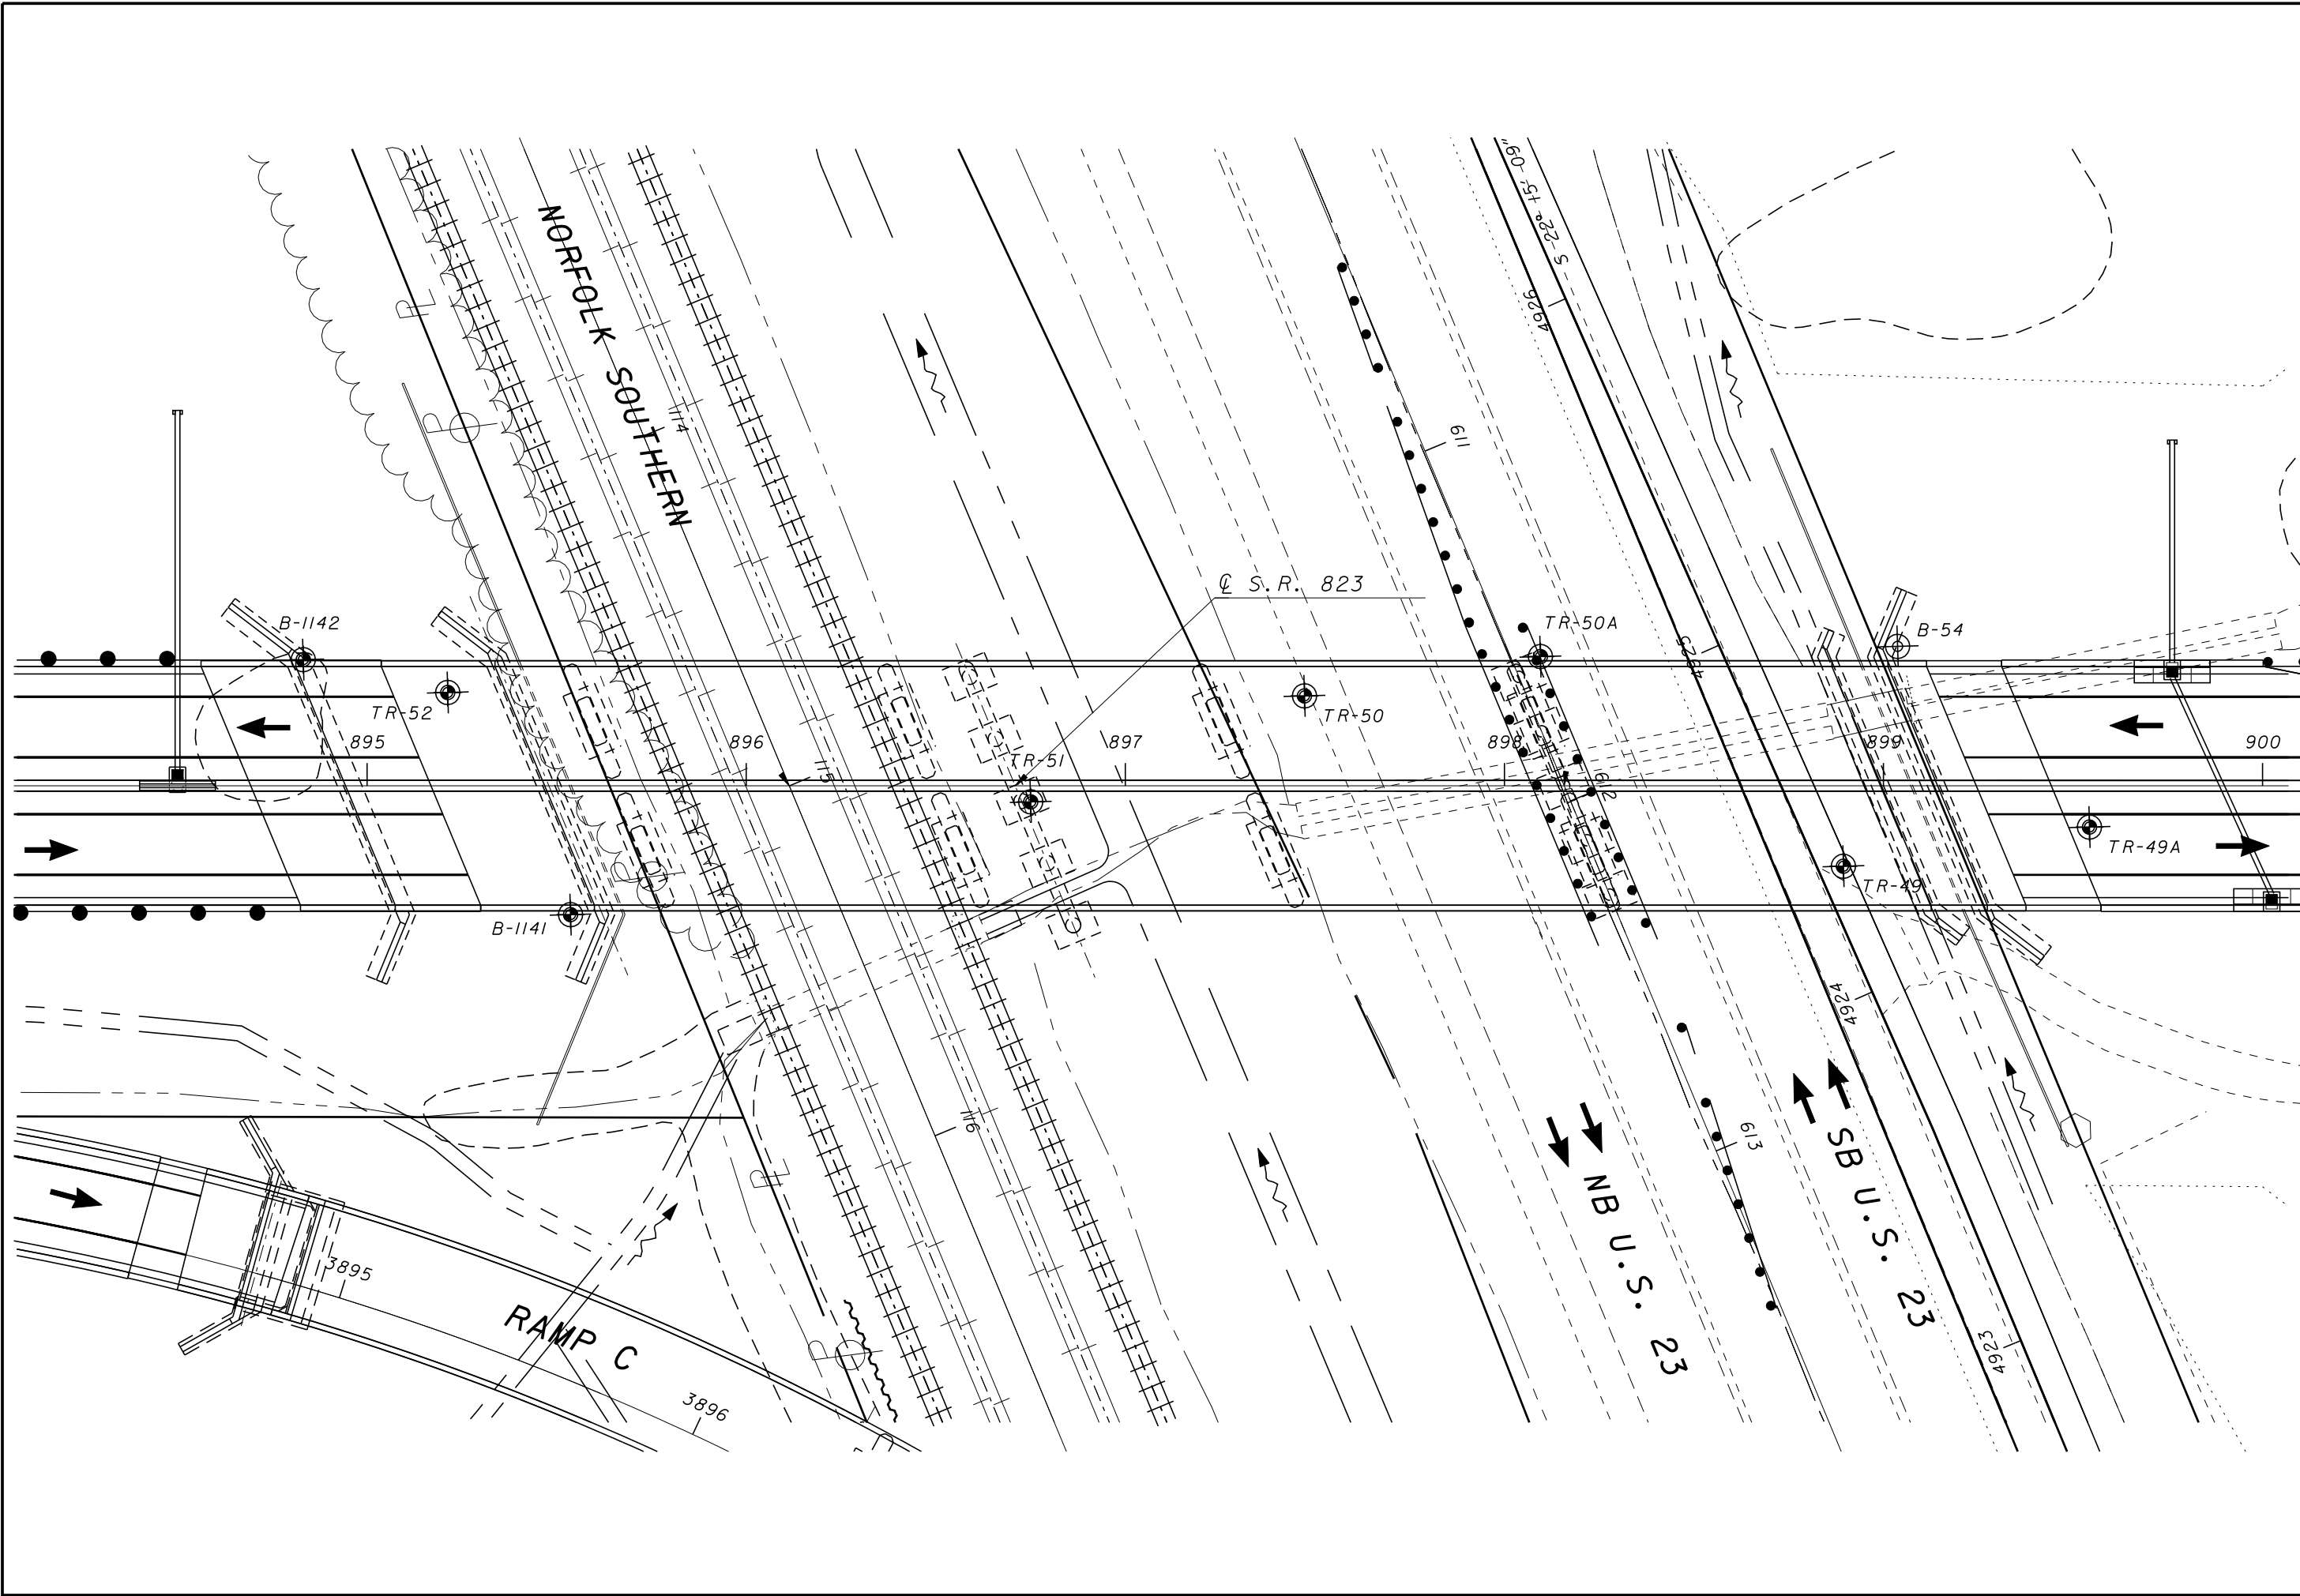 S 22° 15' 09"
NORFOLK SOUTHERN
4926
114
611
℄ S.R. 823
B-1142
TR-50A
B-54
4925
TR-52
TR-50
895
896
897
898
899
900
TR-51
115
612
TR-49A
TR-49
B-1141
4924
116
613
SB U.S. 23
NB U.S. 23
3895
RAMP C
4923
3896
P
P
P
P
P